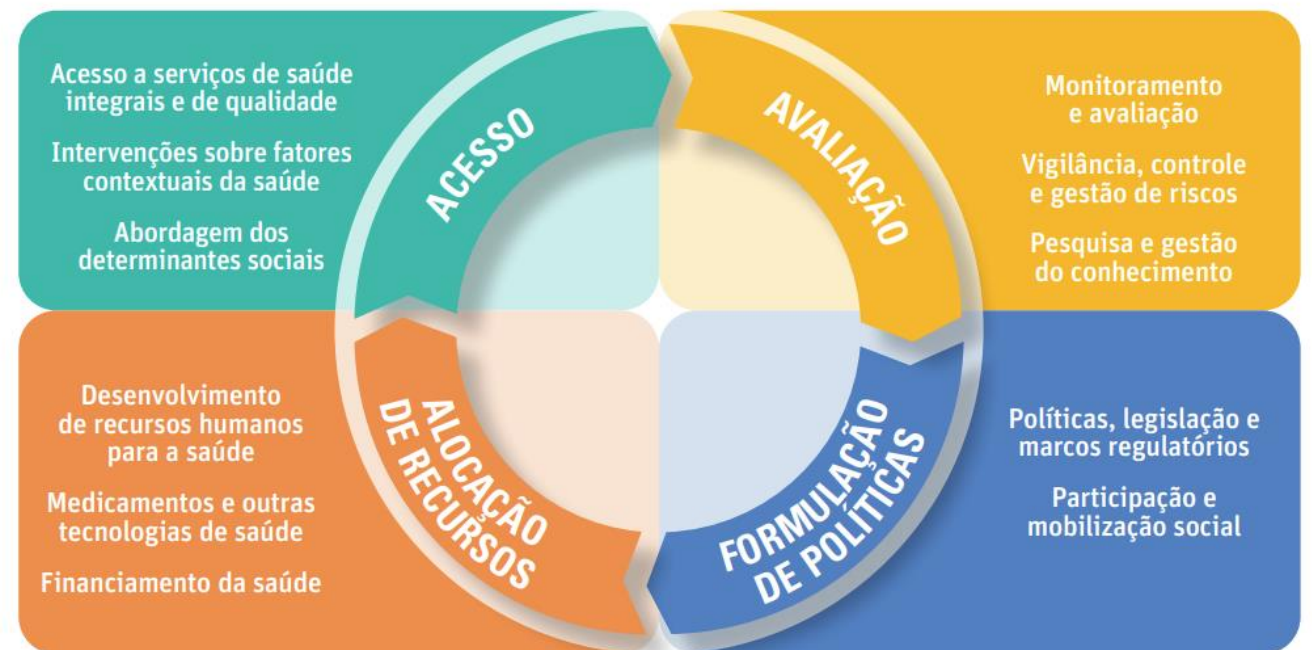 Acesso a serviços de saúde
integrais e de qualidade
Intervenções sobre fatores
contextuais da saúde
Abordagem dos
determinantes sociais
ACESSO
AVALIAÇÃO
Monitoramento
e avaliação
Vigilância, controle
e gestão de riscos
Pesquisa e gestão
do conhecimento
Desenvolvimento
de recursos humanos
para a saúde
Medicamentos e outras
tecnologias de saúde
Financiamento da saúde
ALOCAÇÃO
DE RECURSOS
FORMULAÇÃO
DE POLÍTICAS
Políticas, legislação e
marcos regulatórios
Participação e
mobilização social